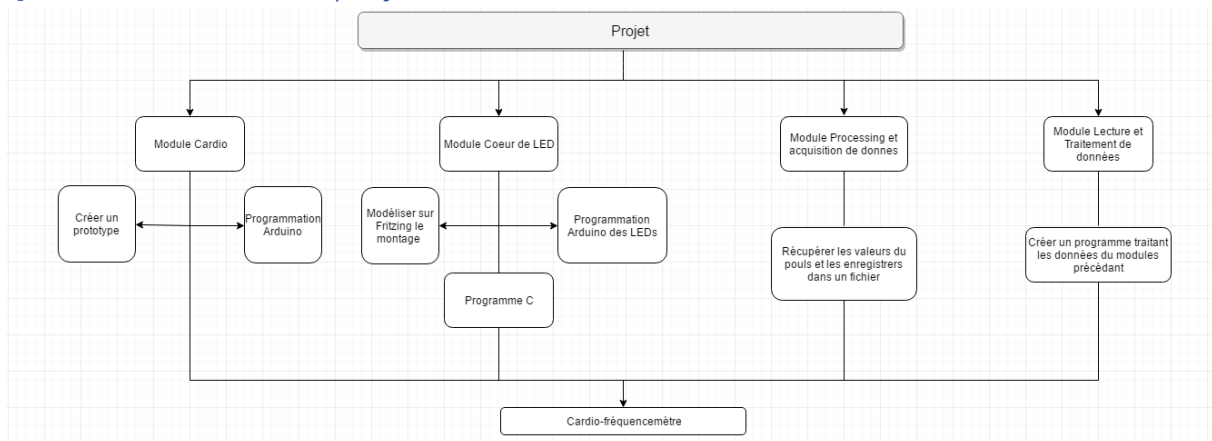 Projet
Module Cardio
Module Coeur de LED
Module Processing et
acquisition de donnes
Module Lecture et
Traitement de
données
Créer un
prototype
Programmation
Arduino
Modéliser sur
Fritzing le
montage
Programmation
Arduino des LEDs
Programme C
Récupèrer les valeurs du
pouls et les enregistrers
dans un fichier
Créer un programme traitant
les données du modules
précèdant
Cardio-fréquencemètre